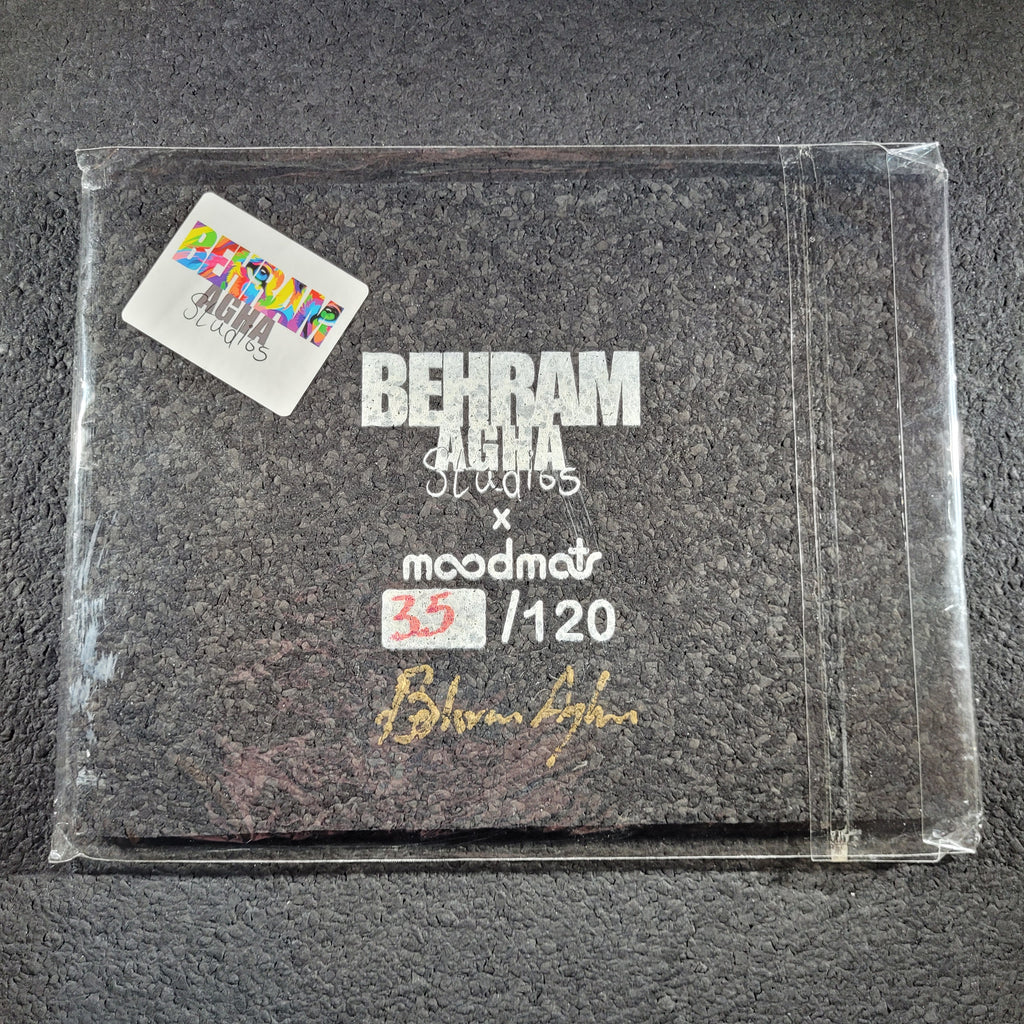 BEHRAM
AGHA
Studios
BEHRAM
AGHA
Studios
x
moodmats
35 /120
Behram Agha